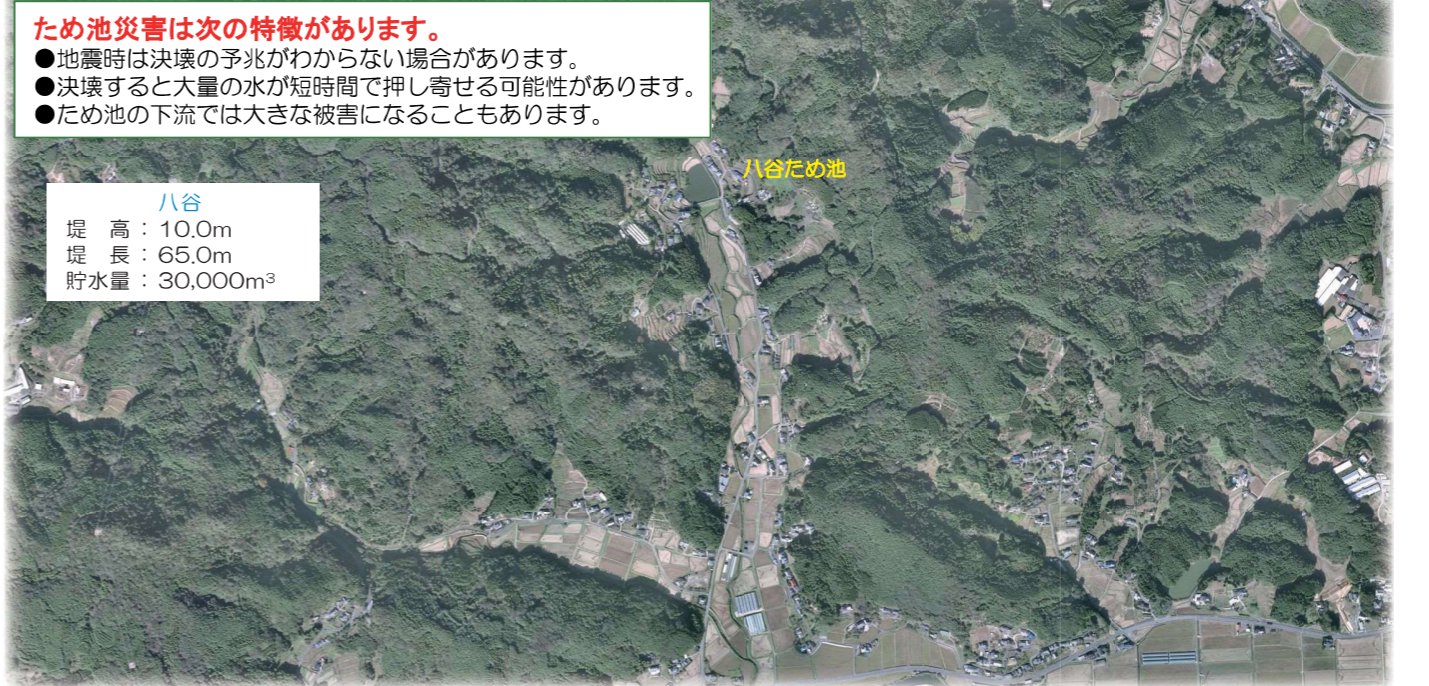 ため池災害は次の特徴があります。
●地震時は決壊の予兆がわからない場合があります。
●決壊すると大量の水が短時間で押し寄せる可能性があります。
●ため池の下流では大きな被害になることもあります。
八谷ため池
八谷
堤　高：10.0m
堤　長：65.0m
貯水量：30,000m³